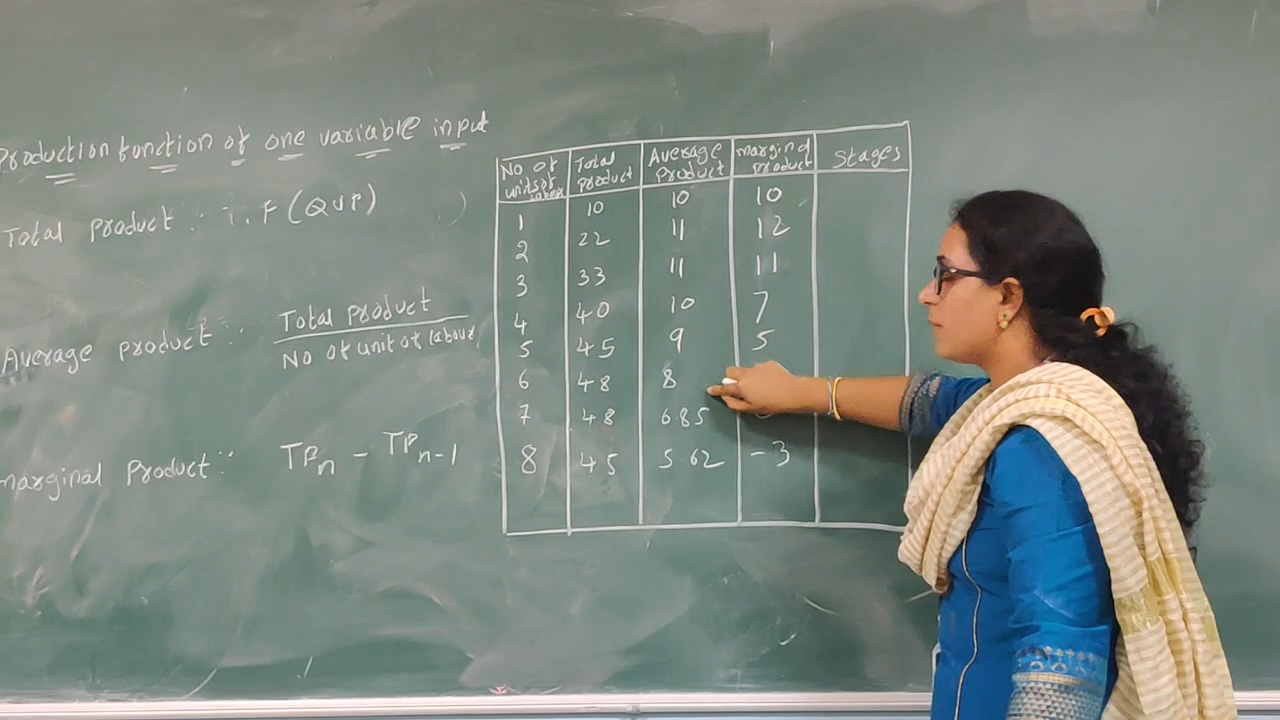 Production function of one variable input
Total product : ∴ F (QVP)
Average product : Total product
No of unit of labour
Marginal Product :- TPn - TPn-1
No of units of labour | Total product | Average Product | Marginal product | Stages
1 | 10 | 10 | 10
2 | 22 | 11 | 12
3 | 33 | 11 | 11
4 | 40 | 10 | 7
5 | 45 | 9 | 5
6 | 48 | 8
7 | 48 | 6.85
8 | 45 | 5.62 | -3